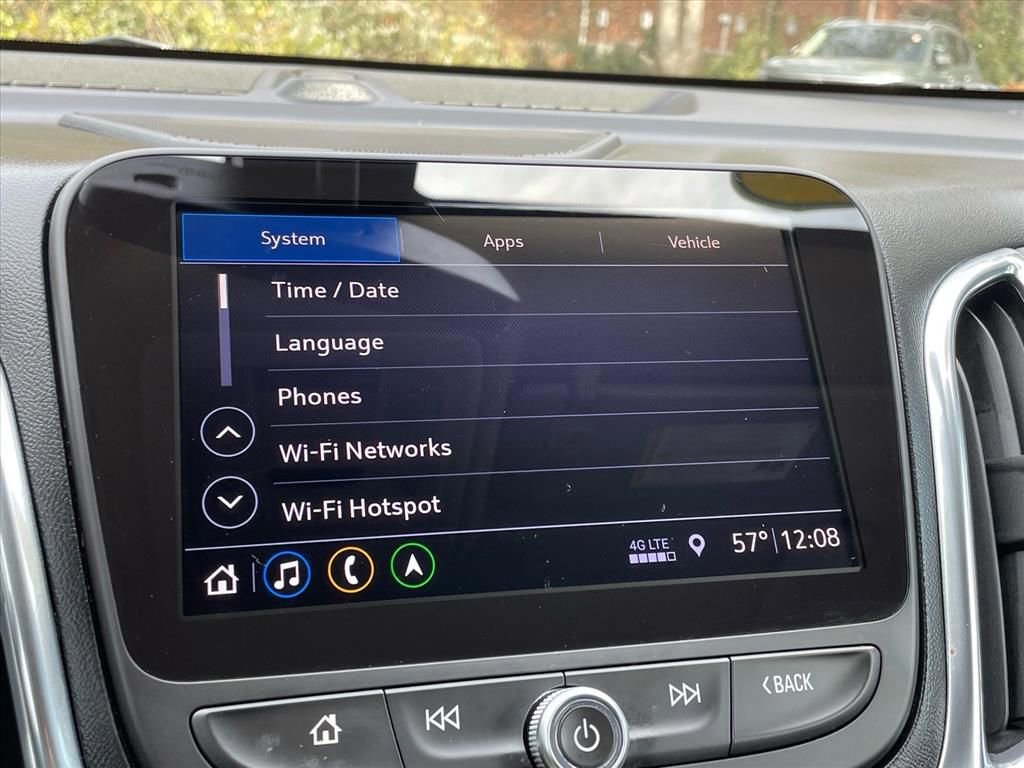 System Apps Vehicle
Time / Date
Language
Phones
Wi-Fi Networks
Wi-Fi Hotspot
4G LTE 57° 12:08
BACK